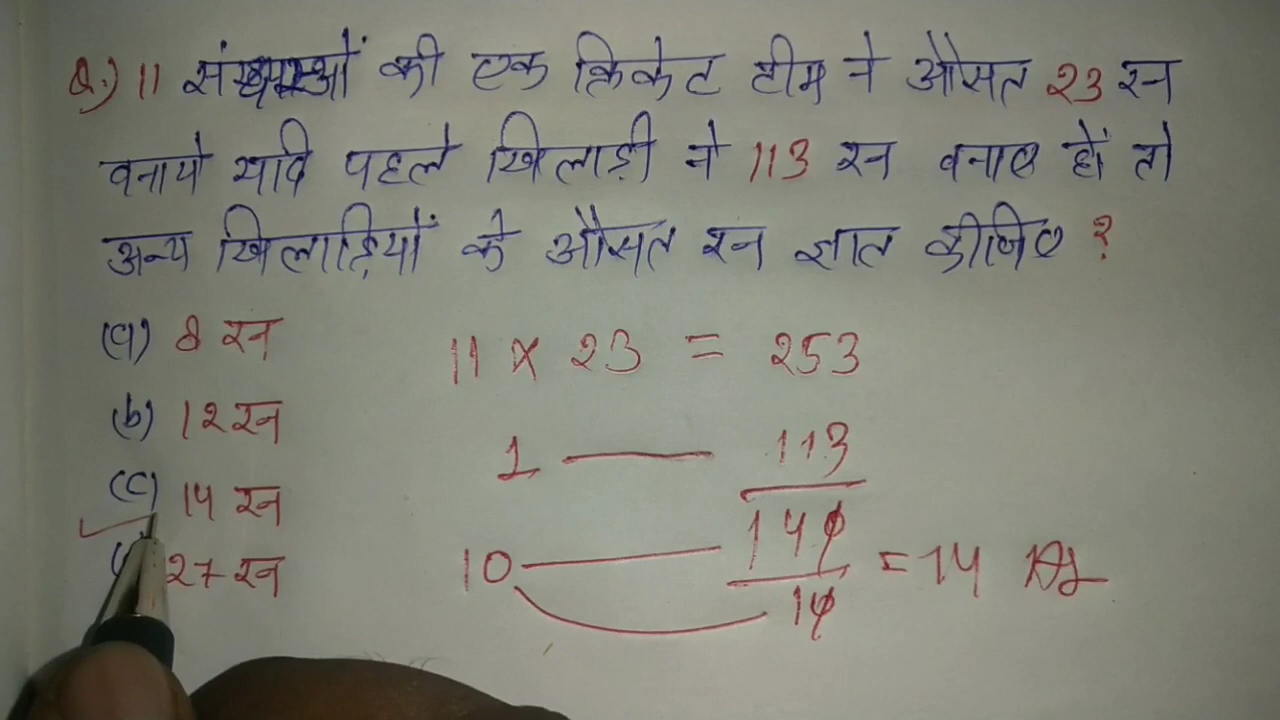 Q.) 11 संख्याओं की एक क्रिकेट टीम ने औसत 23 रन
बनाये यदि पहले खिलाड़ी ने 113 रन बनाए हों तो
अन्य खिलाड़ियों के औसत रन ज्ञात कीजिए ?
(a) 8 रन
(b) 12 रन
(c) 14 रन
27 रन
11 × 23 = 253
1 — 113
10 — 140 = 14 Ans
10